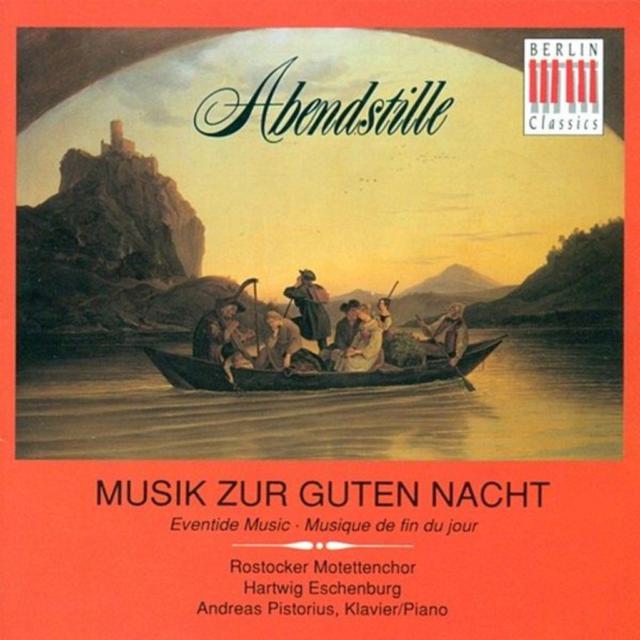 BERLIN
Classics
Abendstille
MUSIK ZUR GUTEN NACHT
Eventide Music · Musique de fin du jour
Rostocker Motettenchor
Hartwig Eschenburg
Andreas Pistorius, Klavier/Piano